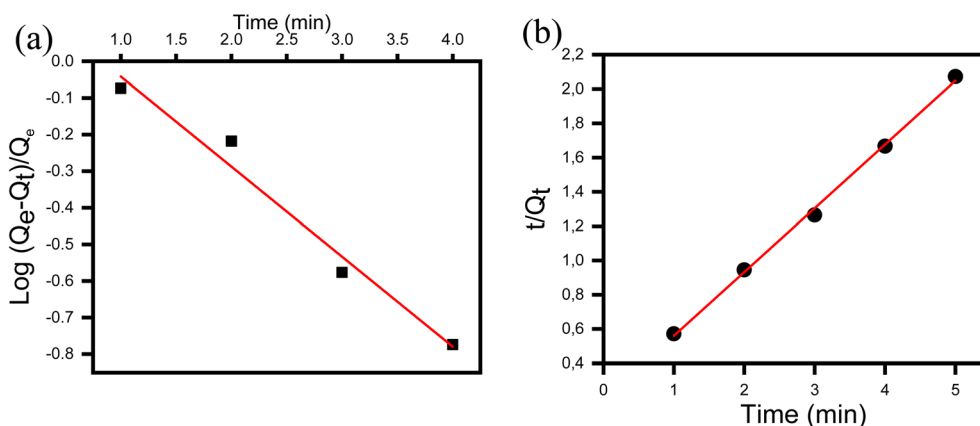 (a)
Time (min)
1.0 1.5 2.0 2.5 3.0 3.5 4.0
0.0
-0.1
-0.2
-0.3
-0.4
-0.5
-0.6
-0.7
-0.8
Log (Qe-Qt)/Qe
(b)
2,2
2,0
1,8
1,6
1,4
1,2
1,0
0,8
0,6
0,4
t/Qt
0 1 2 3 4 5
Time (min)